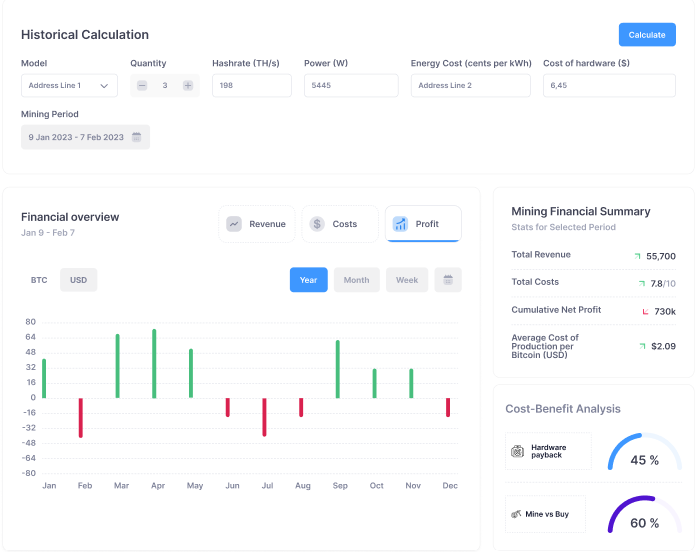 Historical Calculation
Calculate
Model
Quantity
Hashrate (TH/s)
Power (W)
Energy Cost (cents per kWh)
Cost of hardware ($)
Address Line 1
3
198
5445
Address Line 2
6,45
Mining Period
9 Jan 2023 - 7 Feb 2023
Financial overview
Jan 9 - Feb 7
Revenue
Costs
Profit
BTC
USD
Year
Month
Week
80
64
48
32
16
0
-16
-32
-48
-64
-80
Jan
Feb
Mar
Apr
May
Jun
Jul
Aug
Sep
Oct
Nov
Dec
Mining Financial Summary
Stats for Selected Period
Total Revenue
55,700
Total Costs
7.8/10
Cumulative Net Profit
730k
Average Cost of
Production per
Bitcoin (USD)
$2.09
Cost-Benefit Analysis
Hardware
payback
45 %
Mine vs Buy
60 %